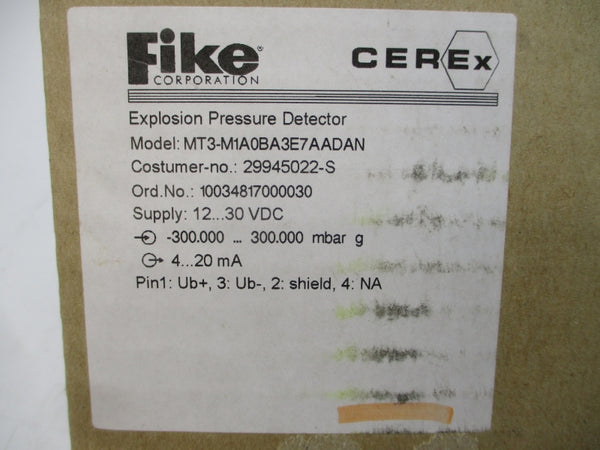 Fike® CEREx
CORPORATION
Explosion Pressure Detector
Model: MT3-M1A0BA3E7AADAN
Costumer-no.: 29945022-S
Ord.No.: 10034817000030
Supply: 12...30 VDC
-300.000 ... 300.000 mbar g
4...20 mA
Pin1: Ub+, 3: Ub-, 2: shield, 4: NA